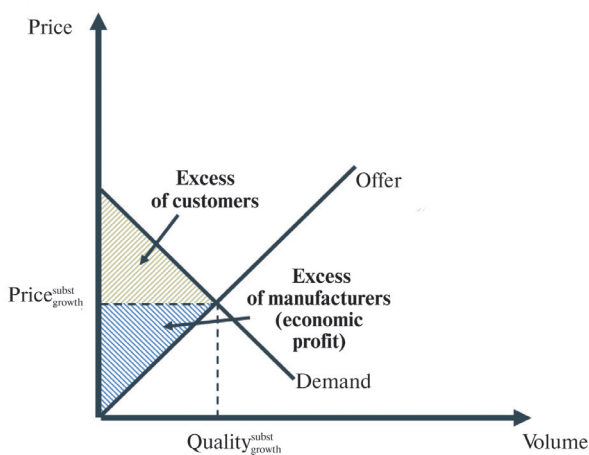 Price
Excess
of customers
Offer
Price subst growth
Excess
of manufacturers
(economic
profit)
Demand
Quality subst growth
Volume